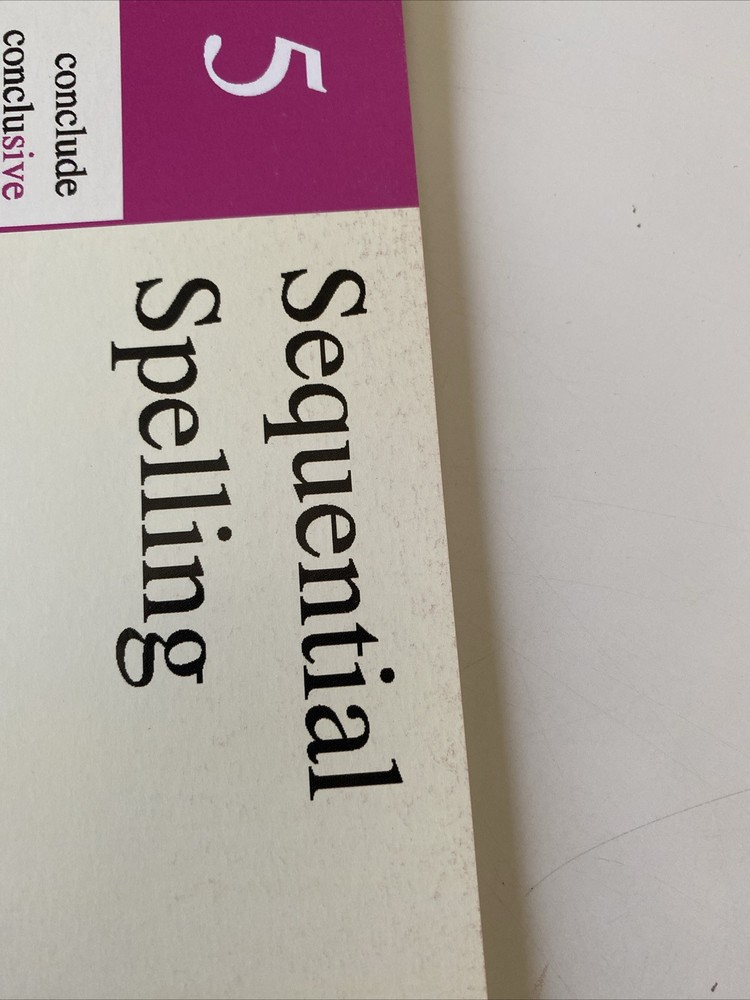 5
Sequential
Spelling
conclude
conclusive